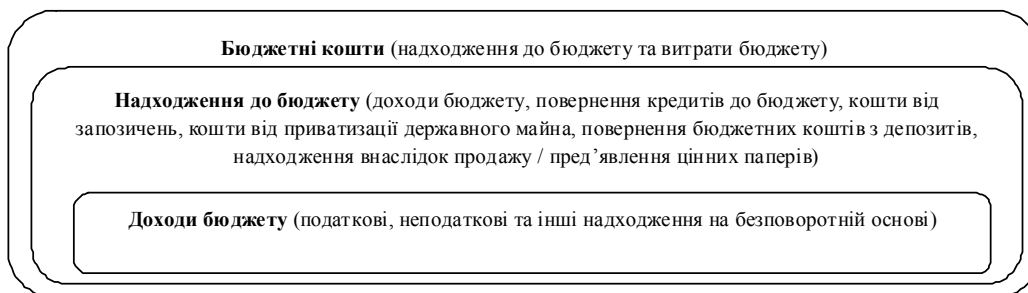 Бюджетні кошти (надходження до бюджету та витрати бюджету)
Надходження до бюджету (доходи бюджету, повернення кредитів до бюджету, кошти від
запозичень, кошти від приватизації державного майна, повернення бюджетних коштів з депозитів,
надходження внаслідок продажу / пред’явлення цінних паперів)
Доходи бюджету (податкові, неподаткові та інші надходження на безповоротній основі)